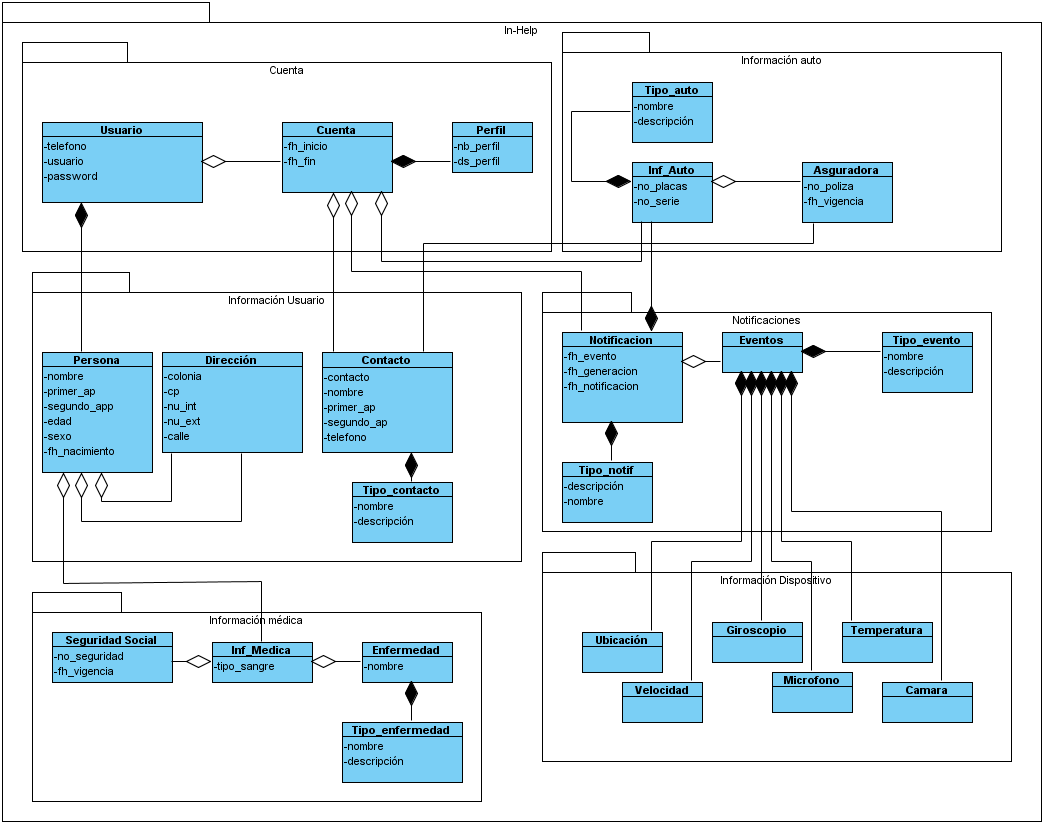 In-Help
Cuenta
Usuario
-telefono
-usuario
-password
Cuenta
-fh_inicio
-fh_fin
Perfil
-nb_perfil
-ds_perfil
Información auto
Tipo_auto
-nombre
-descripción
Inf_Auto
-no_placas
-no_serie
Asguradora
-no_poliza
-fh_vigencia
Información Usuario
Persona
-nombre
-primer_ap
-segundo_app
-edad
-sexo
-fh_nacimiento
Dirección
-colonia
-cp
-nu_int
-nu_ext
-calle
Contacto
-contacto
-nombre
-primer_ap
-segundo_ap
-telefono
Tipo_contacto
-nombre
-descripción
Notificaciones
Notificacion
-fh_evento
-fh_generacion
-fh_notificacion
Eventos
Tipo_evento
-nombre
-descripción
Tipo_notif
-descripción
-nombre
Información médica
Seguridad Social
-no_seguridad
-fh_vigencia
Inf_Medica
-tipo_sangre
Enfermedad
-nombre
Tipo_enfermedad
-nombre
-descripción
Información Dispositivo
Ubicación
Giroscopio
Temperatura
Velocidad
Microfono
Camara